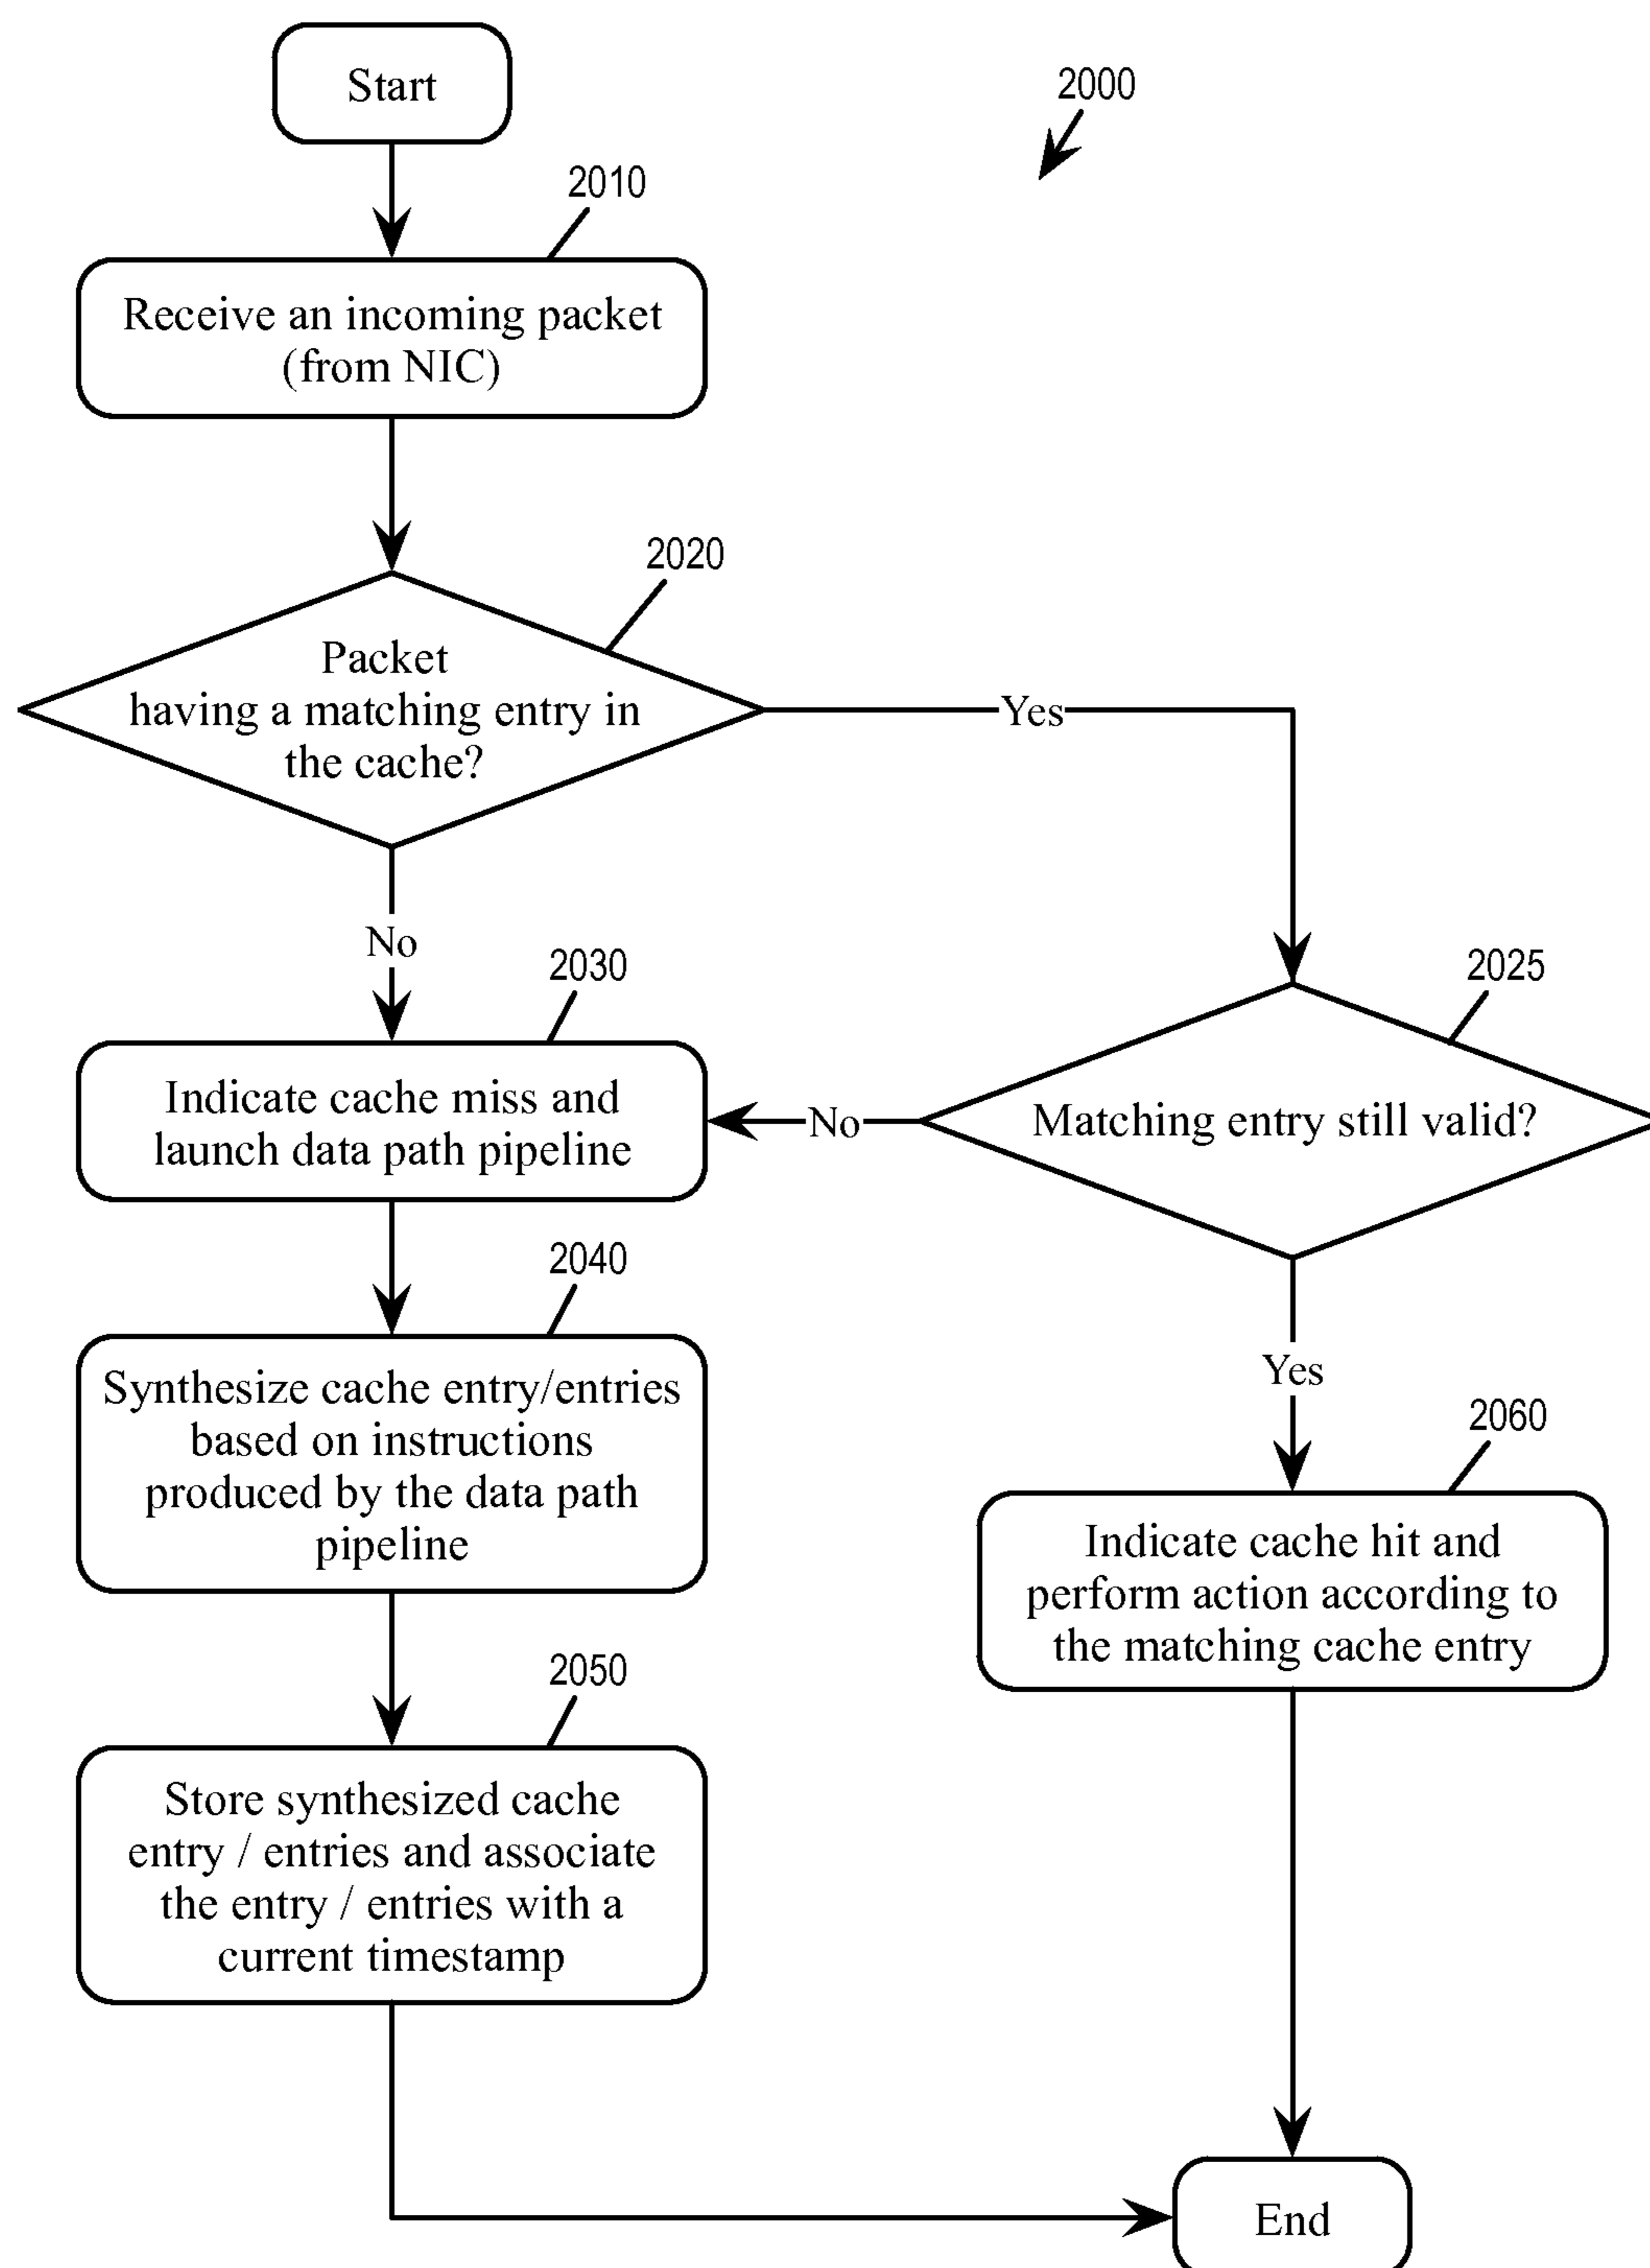 Start
2000
2010
Receive an incoming packet
(from NIC)
2020
Packet
having a matching entry in
the cache?
Yes
No
2030
Indicate cache miss and
launch data path pipeline
2025
Matching entry still valid?
No
Yes
2040
Synthesize cache entry/entries
based on instructions
produced by the data path
pipeline
2060
Indicate cache hit and
perform action according to
the matching cache entry
2050
Store synthesized cache
entry / entries and associate
the entry / entries with a
current timestamp
End